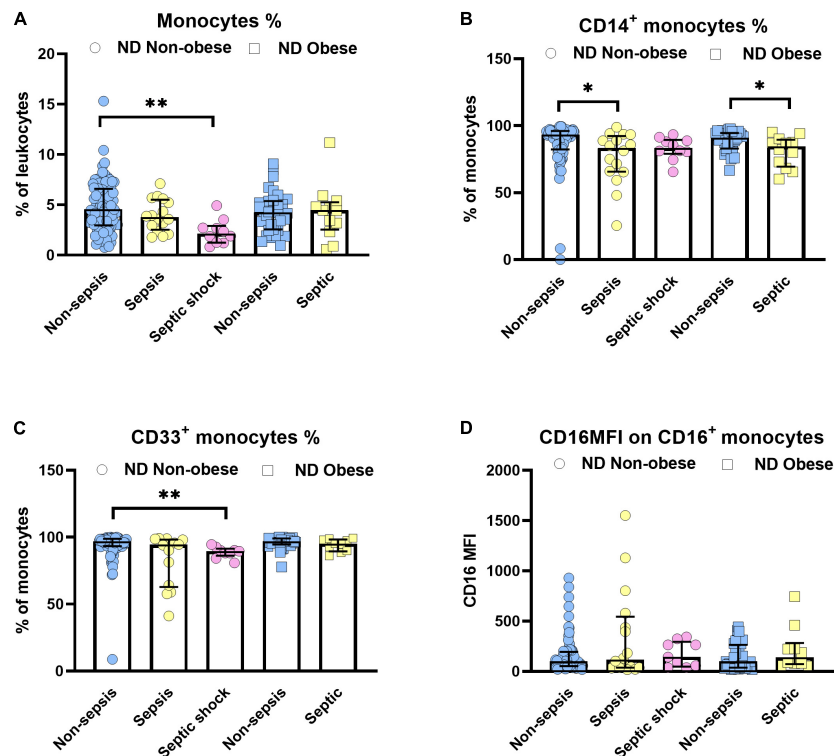 A
Monocytes %
ND Non-obese ND Obese
% of leukocytes
20
15
10
5
0
**
Non-sepsis
Sepsis
Septic shock
Non-sepsis
Septic
B
CD14+ monocytes %
ND Non-obese ND Obese
% of monocytes
150
100
50
0
*
*
Non-sepsis
Sepsis
Septic shock
Non-sepsis
Septic
C
CD33+ monocytes %
ND Non-obese ND Obese
% of monocytes
150
100
50
0
**
Non-sepsis
Sepsis
Septic shock
Non-sepsis
Septic
D
CD16MFI on CD16+ monocytes
ND Non-obese ND Obese
CD16 MFI
2000
1500
1000
500
0
Non-sepsis
Sepsis
Septic shock
Non-sepsis
Septic